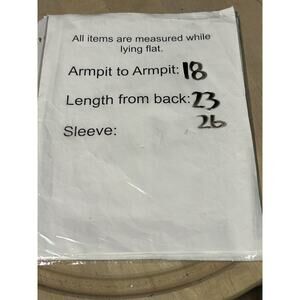 All items are measured while
lying flat.
Armpit to Armpit: 18
Length from back: 23
Sleeve: 26